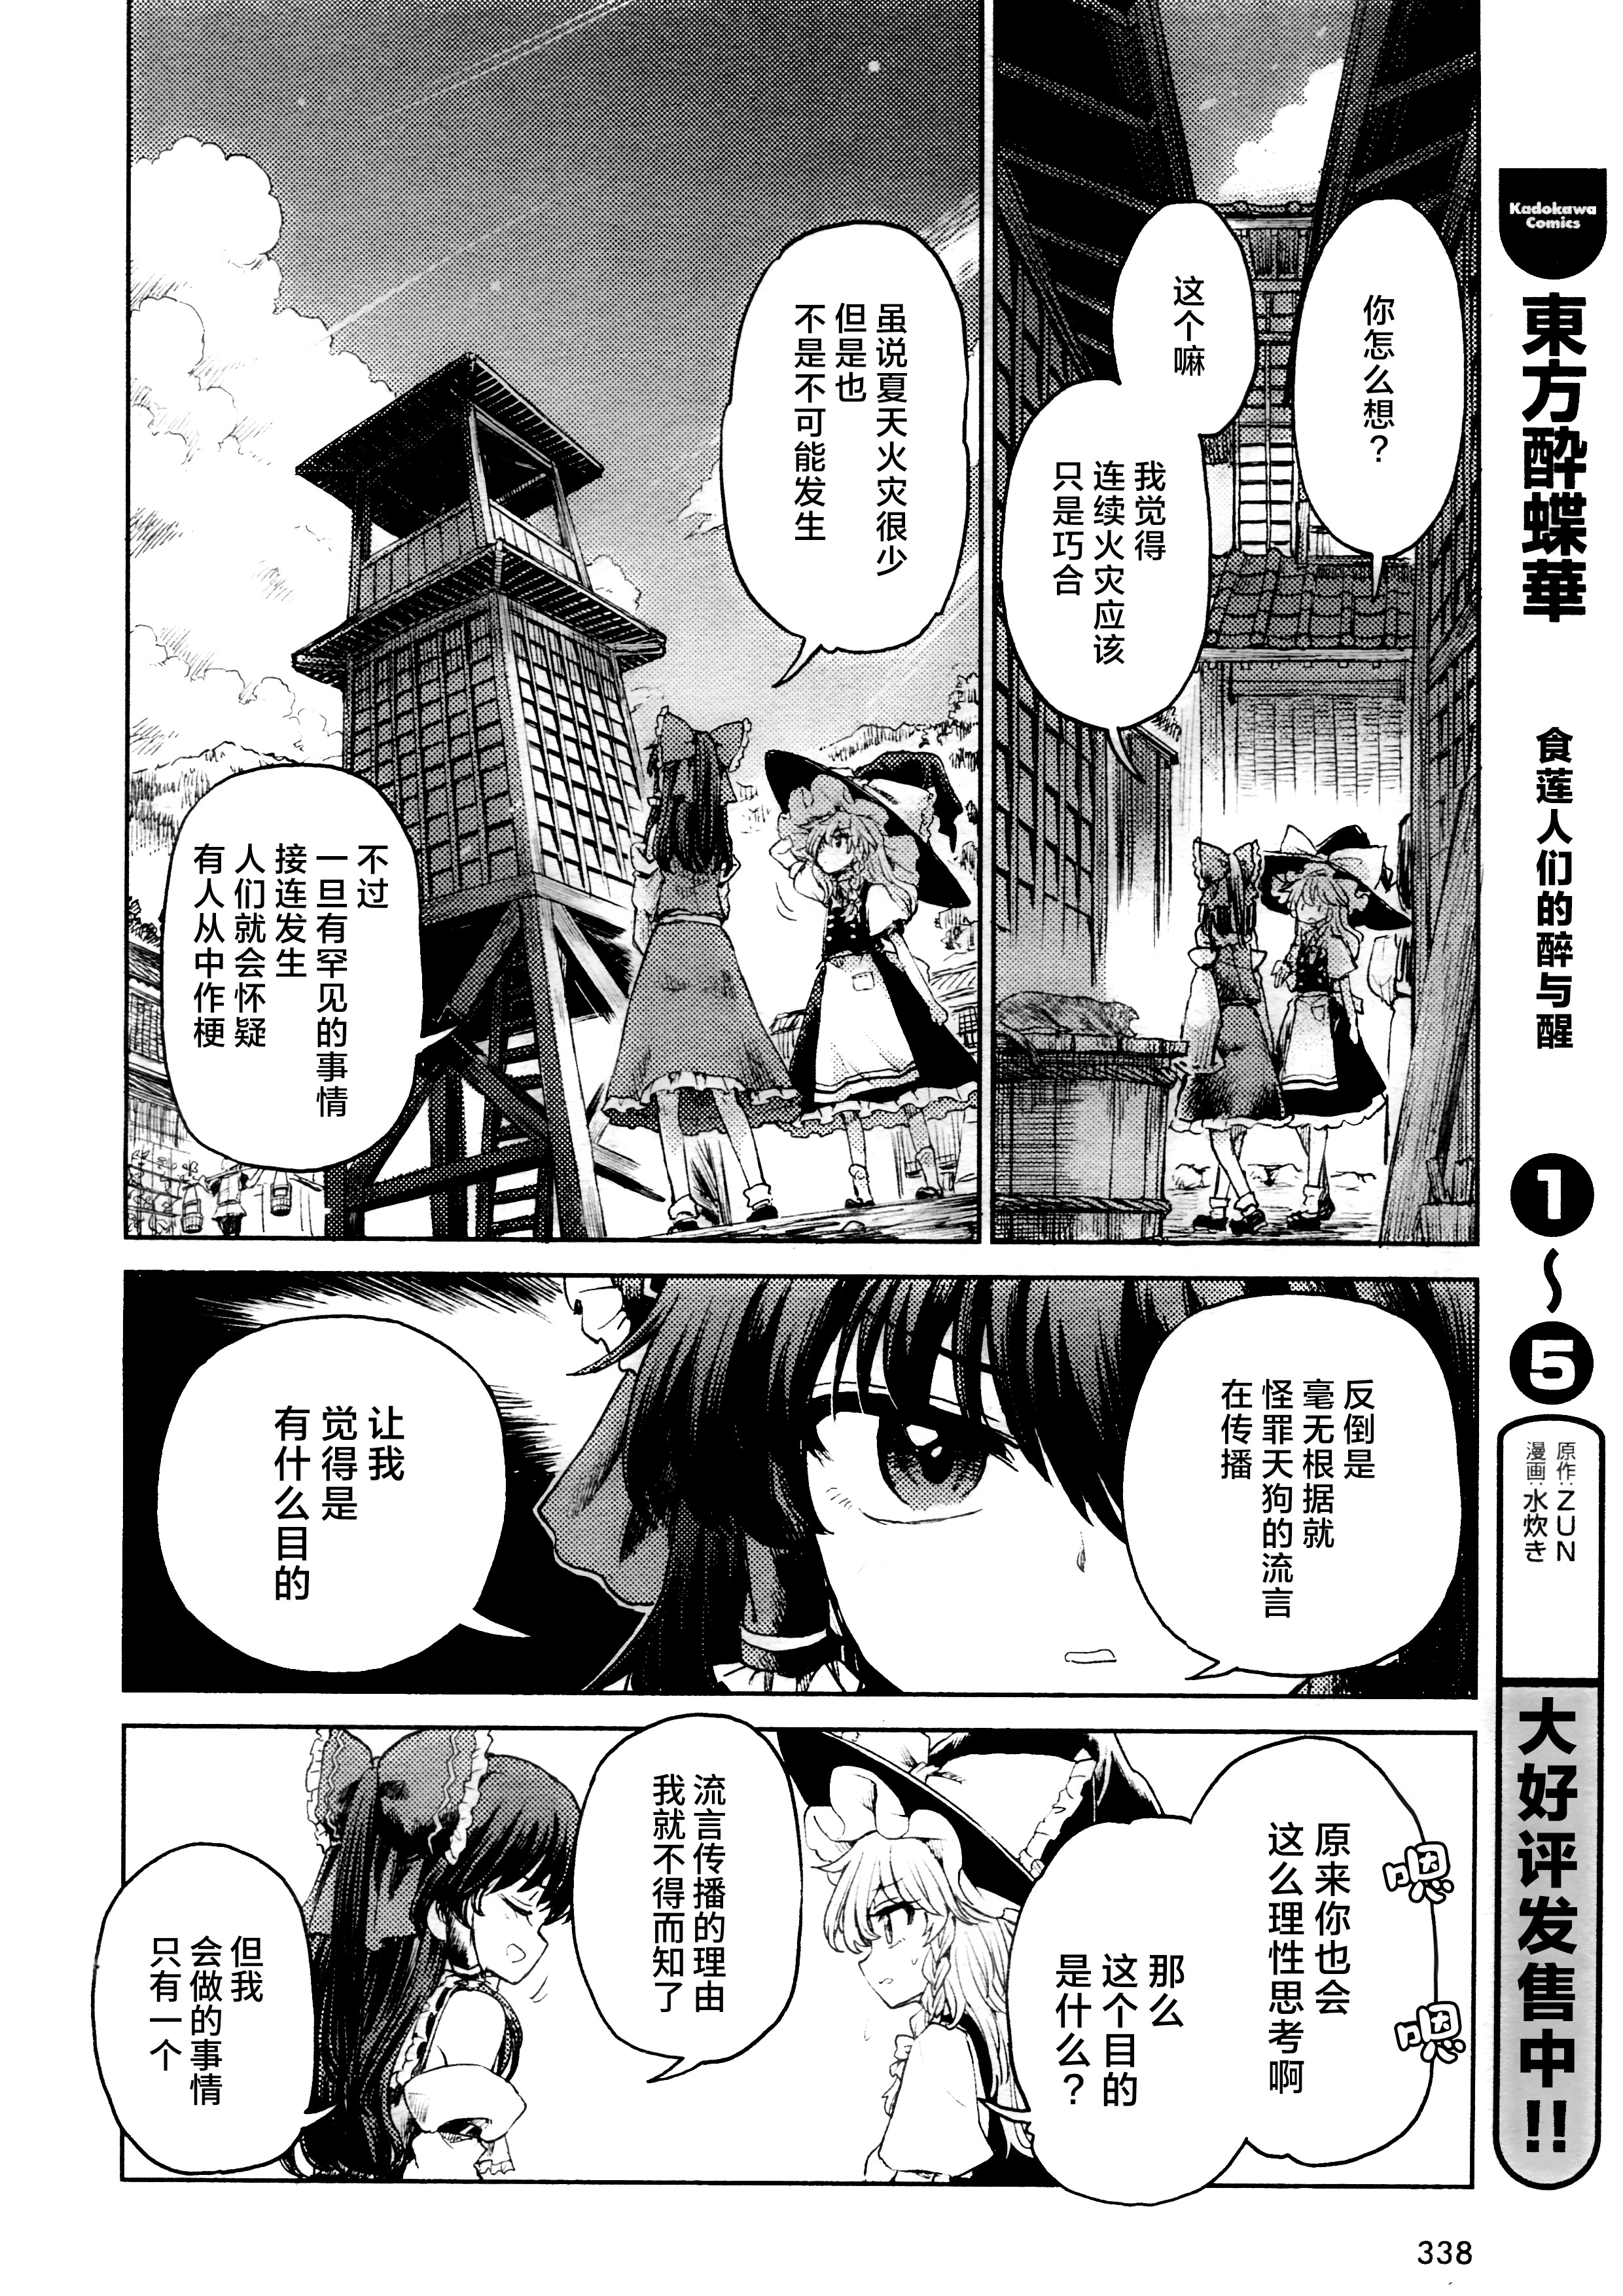 你怎么想？
这个嘛
我觉得
连续火灾应该
只是巧合
虽说夏天火灾很少
但是也
不是不可能发生
不过
一旦有罕见的事情
接连发生
人们就会怀疑
有人从中作梗
反倒是
毫无根据就
怪罪天狗的流言
在传播
让我
觉得是
有什么目的
嗯
嗯
原来你也会
这么理性思考啊
那么
这个目的
是什么？
流言传播的理由
我就不得而知了
但我
会做的事情
只有一个
Kadokawa
Comics
東方酔蝶華
食莲人们的醉与醒
1～5
原作：ZUN
漫画：水炊き
大好评发售中!!
338